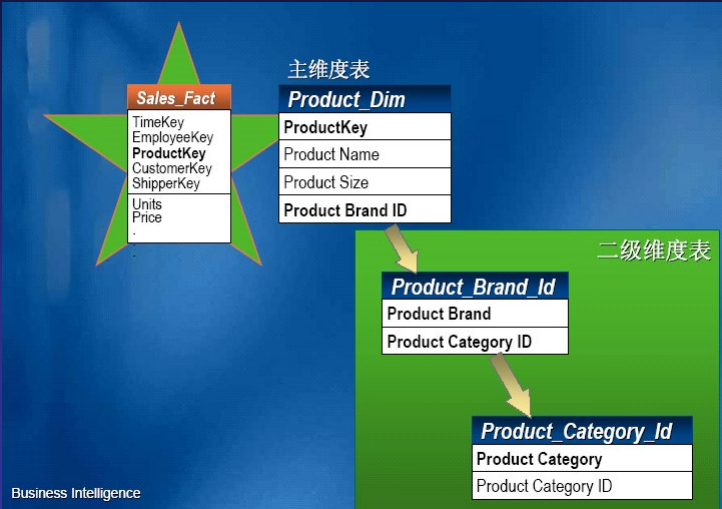 主维度表
Sales_Fact
TimeKey
EmployeeKey
ProductKey
CustomerKey
ShipperKey
Units
Price
.
.
.
Product_Dim
ProductKey
Product Name
Product Size
Product Brand ID
二级维度表
Product_Brand_Id
Product Brand
Product Category ID
Product_Category_Id
Product Category
Product Category ID
Business Intelligence